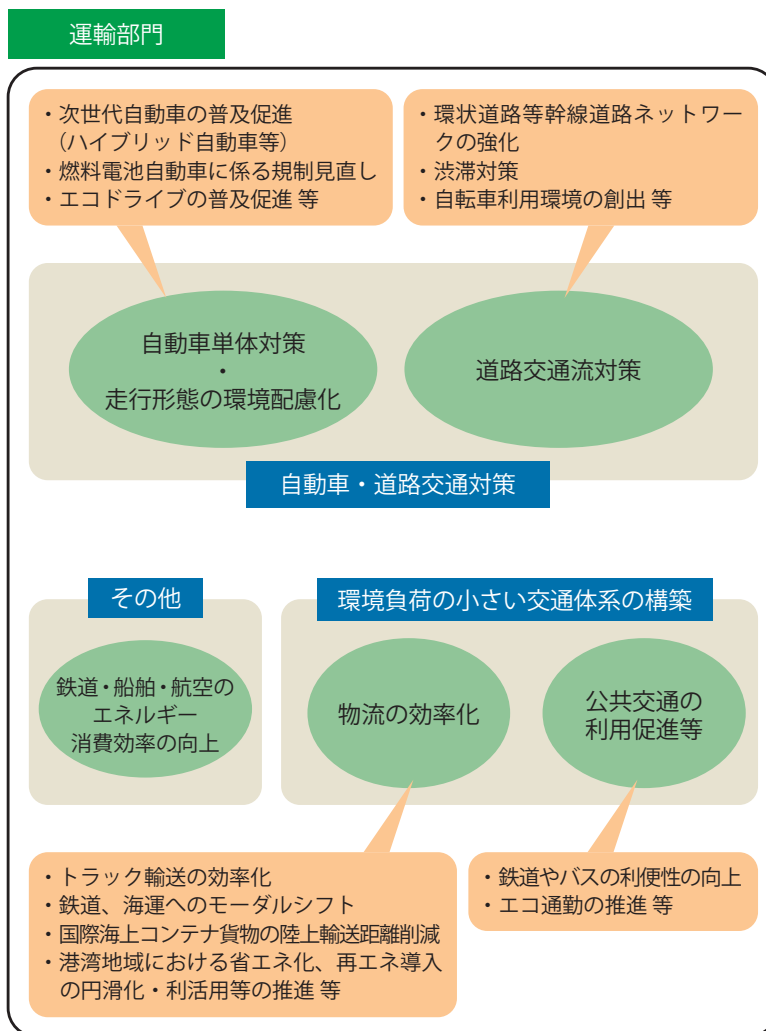 運輸部門
・次世代自動車の普及促進
（ハイブリッド自動車等）
・燃料電池自動車に係る規制見直し
・エコドライブの普及促進 等
・環状道路等幹線道路ネットワー
クの強化
・渋滞対策
・自転車利用環境の創出 等
自動車単体対策
・
走行形態の環境配慮化
道路交通流対策
自動車・道路交通対策
その他
鉄道・船舶・航空の
エネルギー
消費効率の向上
環境負荷の小さい交通体系の構築
物流の効率化
公共交通の
利用促進等
・トラック輸送の効率化
・鉄道、海運へのモーダルシフト
・国際海上コンテナ貨物の陸上輸送距離削減
・港湾地域における省エネ化、再エネ導入
の円滑化・利活用等の推進 等
・鉄道やバスの利便性の向上
・エコ通勤の推進 等